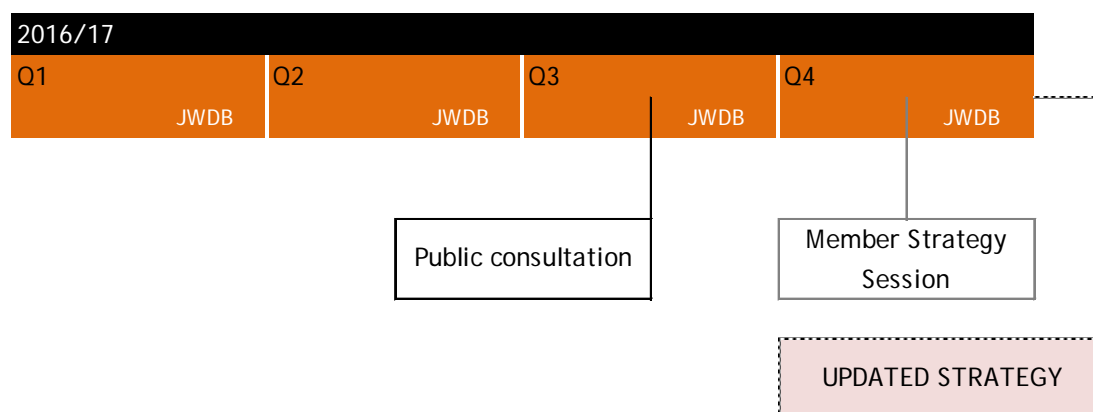 2016/17
Q1 Q2 Q3 Q4
JWDB JWDB JWDB JWDB
Public consultation
Member Strategy
Session
UPDATED STRATEGY